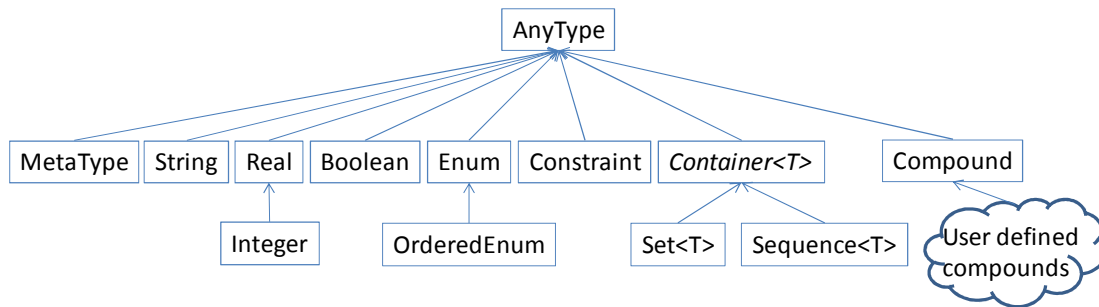 AnyType
MetaType
String
Real
Boolean
Enum
Constraint
Container<T>
Compound
Integer
OrderedEnum
Set<T>
Sequence<T>
User defined
compounds